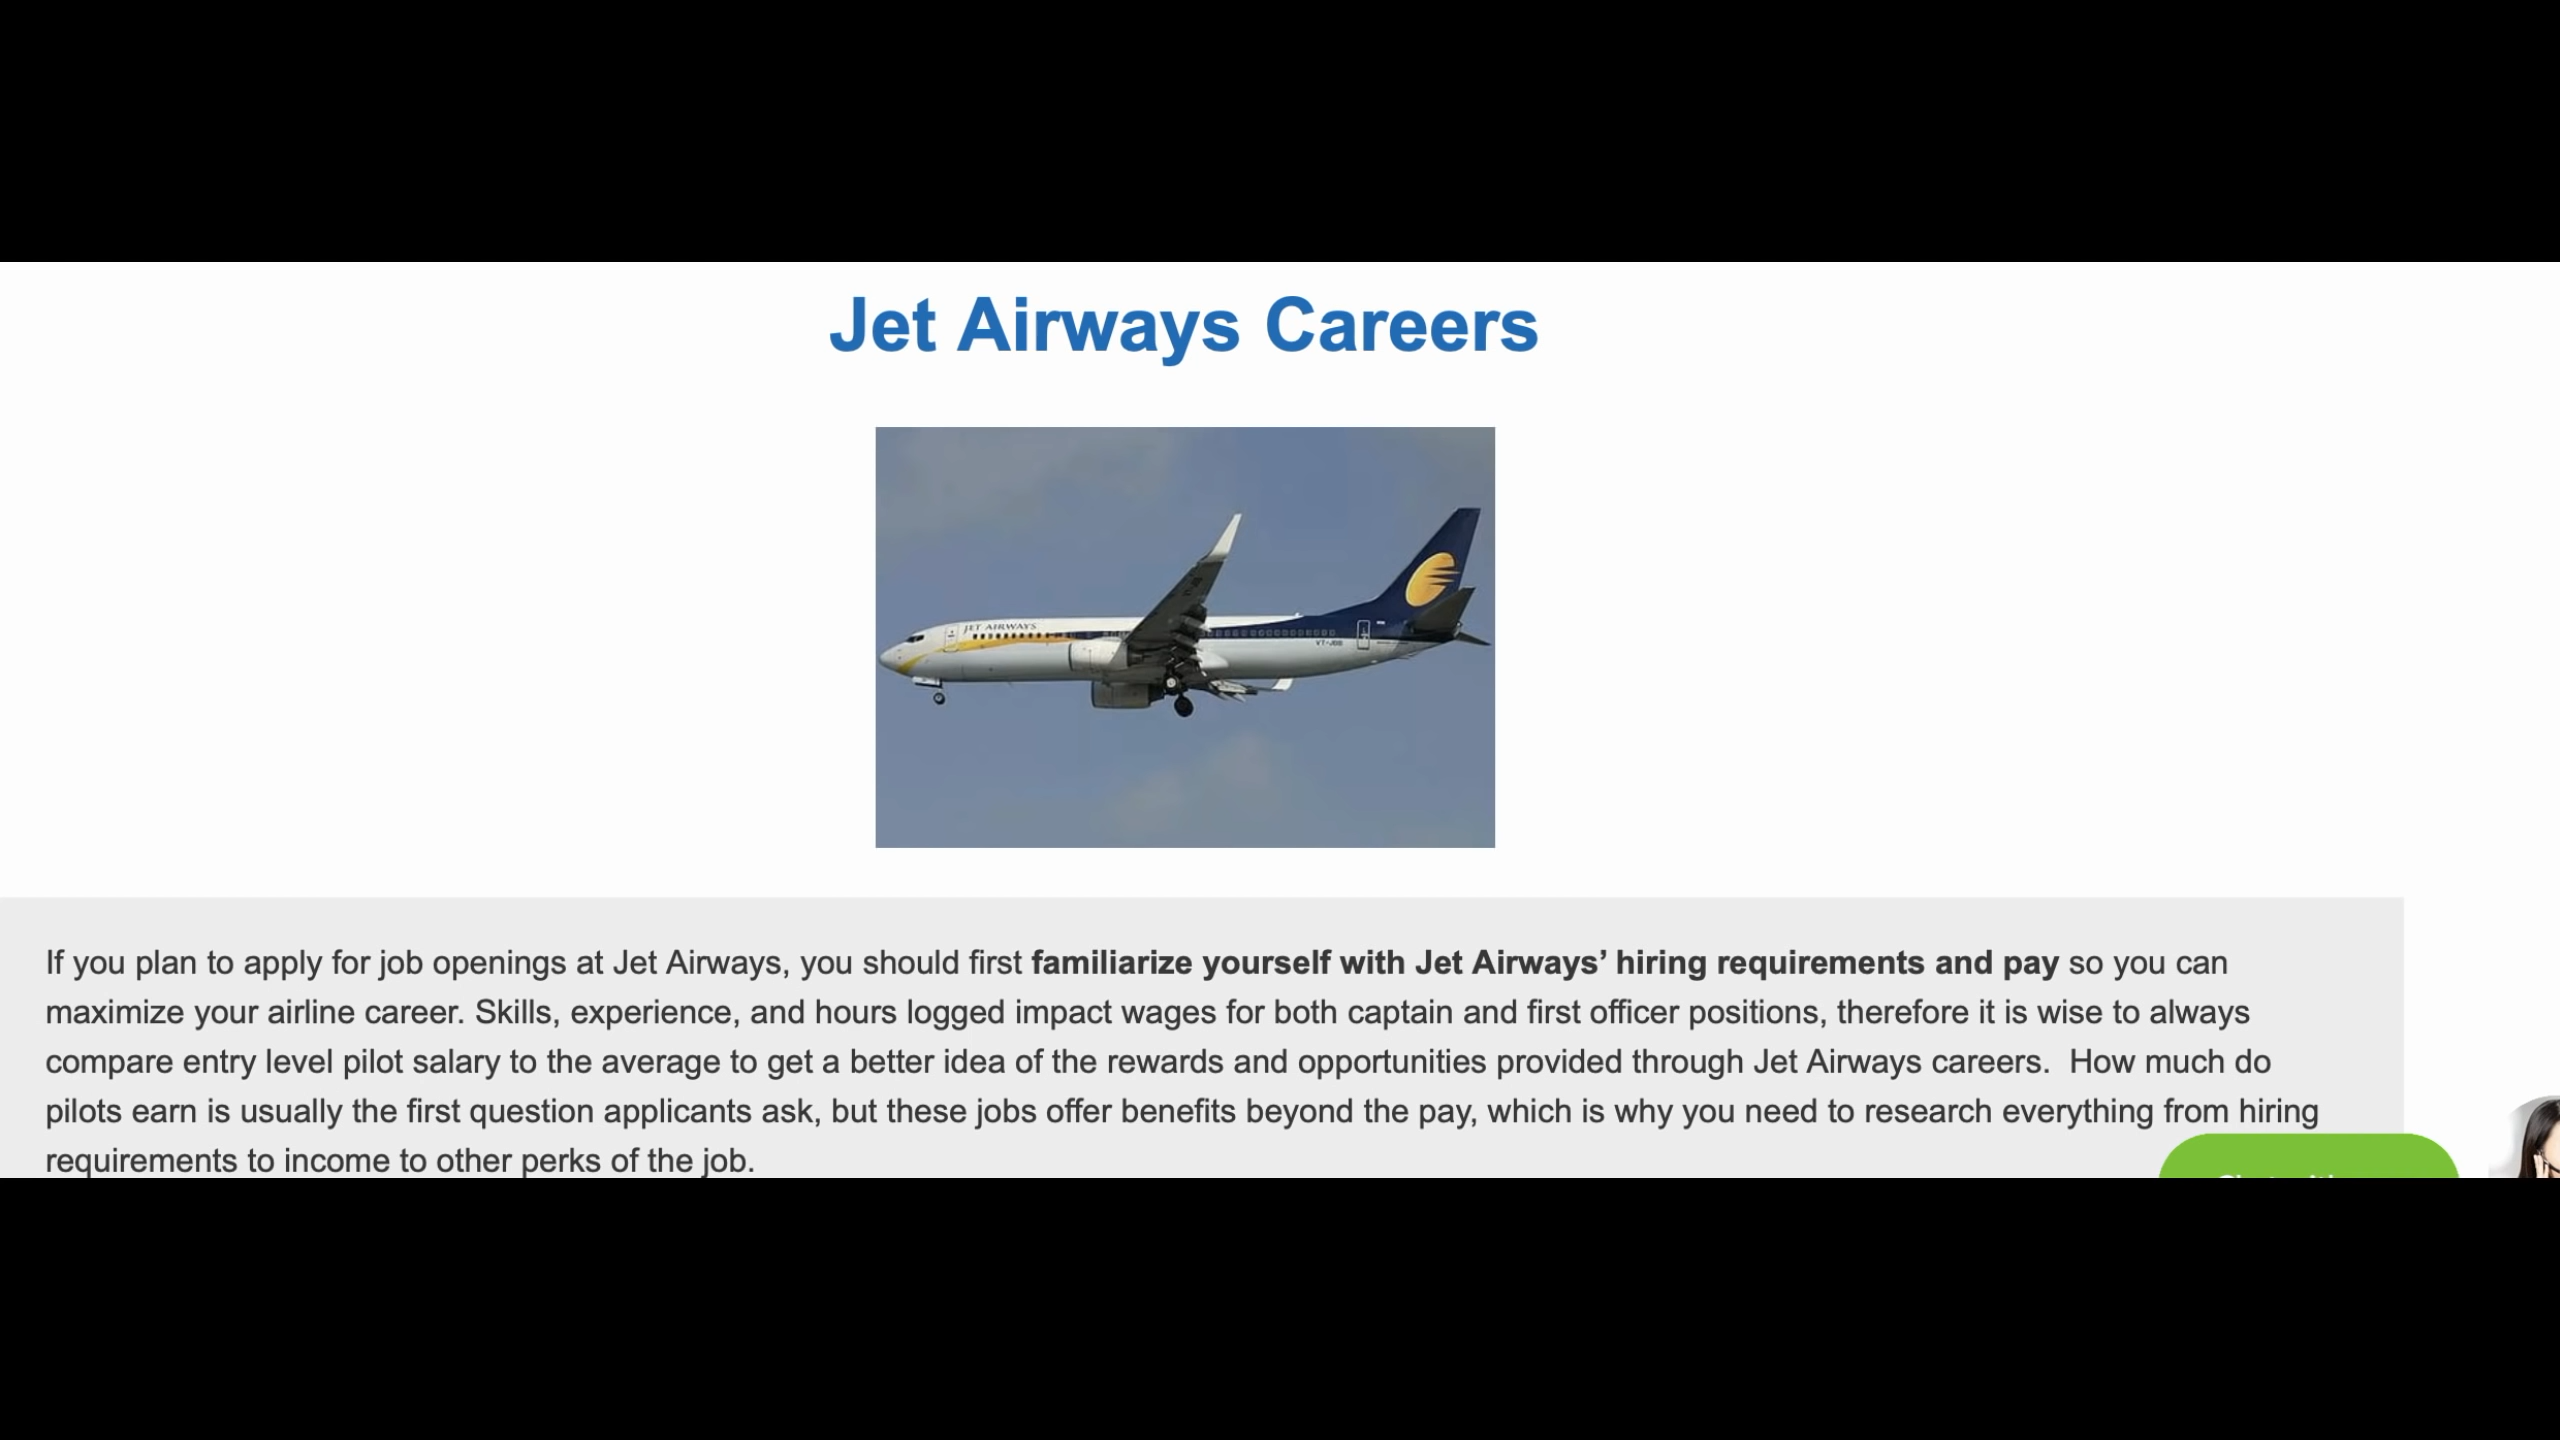 Jet Airways Careers
JET AIRWAYS
If you plan to apply for job openings at Jet Airways, you should first familiarize yourself with Jet Airways’ hiring requirements and pay so you can
maximize your airline career. Skills, experience, and hours logged impact wages for both captain and first officer positions, therefore it is wise to always
compare entry level pilot salary to the average to get a better idea of the rewards and opportunities provided through Jet Airways careers.  How much do
pilots earn is usually the first question applicants ask, but these jobs offer benefits beyond the pay, which is why you need to research everything from hiring
requirements to income to other perks of the job.